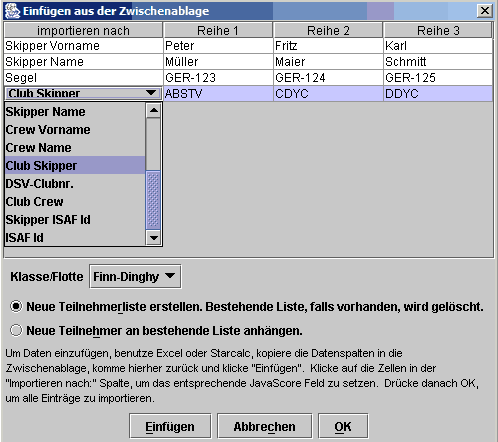 Einfügen aus der Zwischenablage
importieren nach Reihe 1 Reihe 2 Reihe 3
Skipper Vorname Peter Fritz Karl
Skipper Name Müller Maier Schmitt
Segel GER-123 GER-124 GER-125
Club Skipper ABSTV CDYC DDYC
Skipper Name
Crew Vorname
Crew Name
Club Skipper
DSV-Clubnr.
Club Crew
Skipper ISAF Id
ISAF Id
Klasse/Flotte Finn-Dinghy
Neue Teilnehmerliste erstellen. Bestehende Liste, falls vorhanden, wird gelöscht.
Neue Teilnehmer an bestehende Liste anhängen.
Um Daten einzufügen, benutze Excel oder Starcalc, kopiere die Datenspalten in die
Zwischenablage, komme hierher zurück und klicke "Einfügen". Klicke auf die Zellen in der
"Importieren nach:" Spalte, um das entsprechende JavaScore Feld zu setzen. Drücke danach OK,
um alle Einträge zu importieren.
Einfügen Abbrechen OK